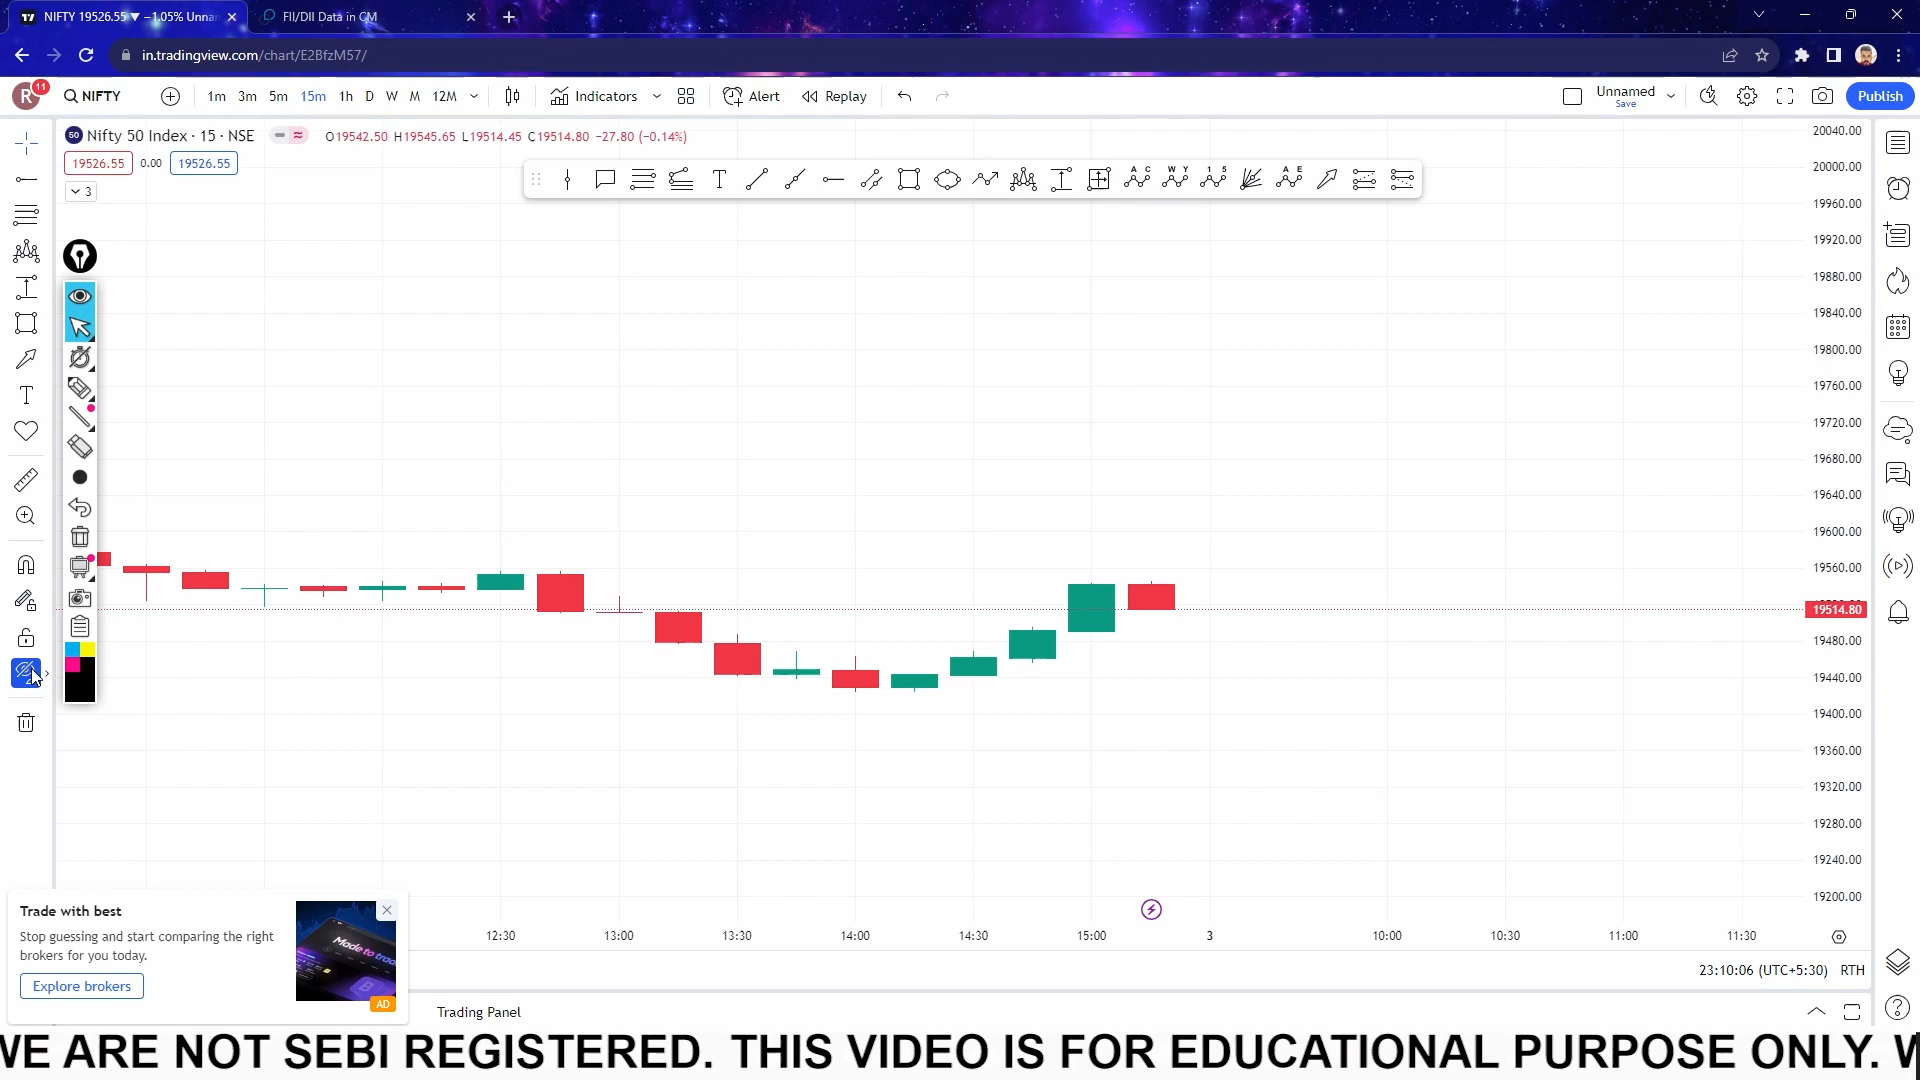 NIFTY 19526.55 ▼ −1.05% Unnar
FII/DII Data in CM
in.tradingview.com/chart/E2BfzM57/
R
11
NIFTY
1m 3m 5m 15m 1h D W M 12M
Indicators
Alert
Replay
Unnamed
Save
Publish
50
Nifty 50 Index · 15 · NSE
O19542.50 H19545.65 L19514.45 C19514.80 −27.80 (−0.14%)
19526.55 0.00 19526.55
3
20040.00
20000.00
19960.00
19920.00
19880.00
19840.00
19800.00
19760.00
19720.00
19680.00
19640.00
19600.00
19560.00
19514.80
19480.00
19440.00
19400.00
19360.00
19320.00
19280.00
19240.00
19200.00
12:30 13:00 13:30 14:00 14:30 15:00 3 10:00 10:30 11:00 11:30
23:10:06 (UTC+5:30) RTH
Trade with best
Stop guessing and start comparing the right
brokers for you today.
Explore brokers
Made to trad
AD
Trading Panel
WE ARE NOT SEBI REGISTERED. THIS VIDEO IS FOR EDUCATIONAL PURPOSE ONLY. W